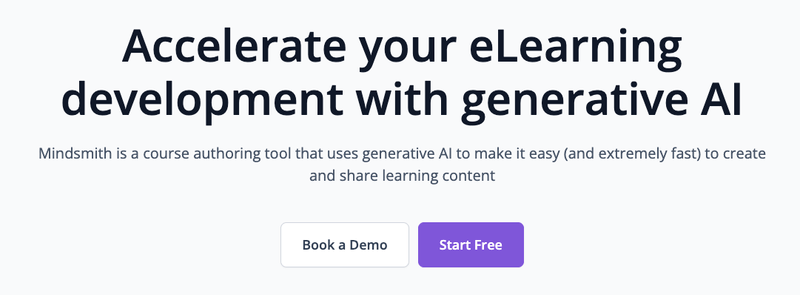 Accelerate your eLearning
development with generative AI
Mindsmith is a course authoring tool that uses generative AI to make it easy (and extremely fast) to create
and share learning content
Book a Demo
Start Free